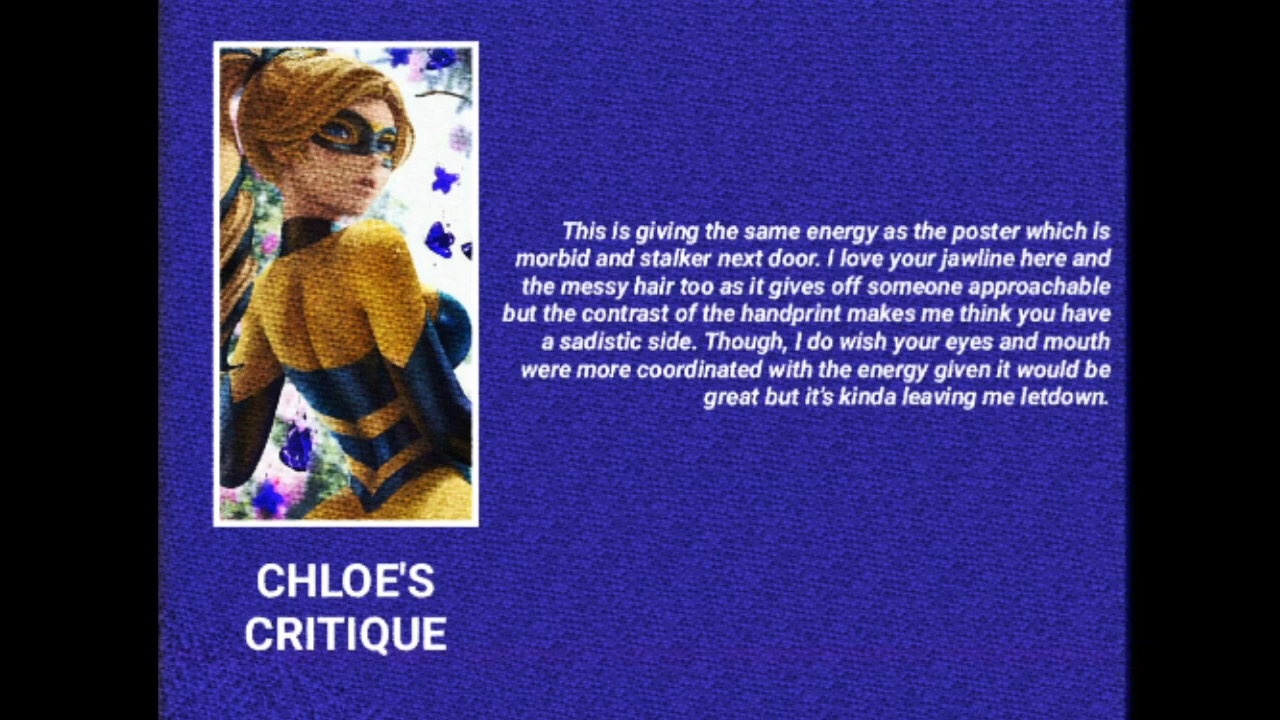 This is giving the same energy as the poster which is
morbid and stalker next door. I love your jawline here and
the messy hair too as it gives off someone approachable
but the contrast of the handprint makes me think you have
a sadistic side. Though, I do wish your eyes and mouth
were more coordinated with the energy given it would be
great but it's kinda leaving me letdown.
CHLOE'S
CRITIQUE